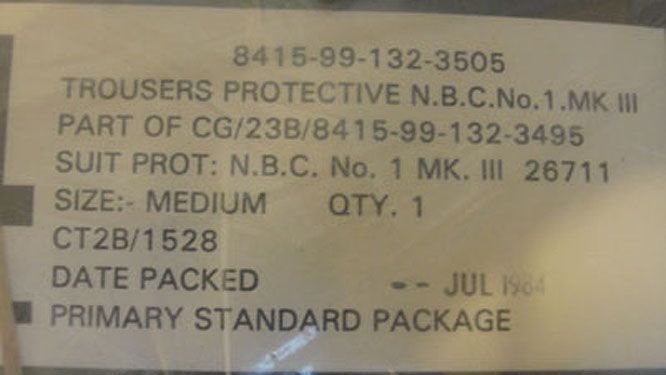 8415-99-132-3505
TROUSERS PROTECTIVE N.B.C.No.1.MK III
PART OF CG/23B/8415-99-132-3495
SUIT PROT: N.B.C. No. 1 MK. III 26711
SIZE:- MEDIUM QTY. 1
CT2B/1528
DATE PACKED -- JUL 1984
PRIMARY STANDARD PACKAGE